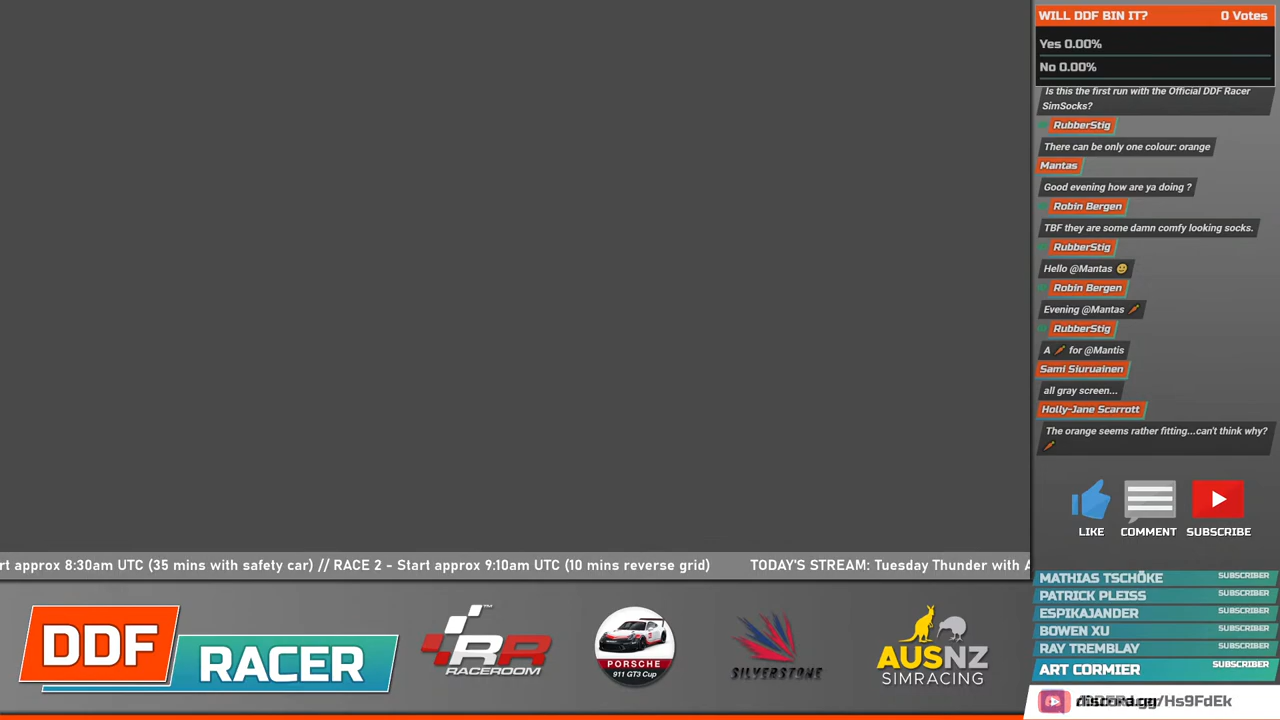 WILL DDF BIN IT? 0 Votes
Yes 0.00%
No 0.00%
Is this the first run with the Official DDF Racer
SimSocks?
RubberStig
There can be only one colour: orange
Mantas
Good evening how are ya doing ?
Robin Bergen
TBF they are some damn comfy looking socks.
RubberStig
Hello @Mantas 🙂
Robin Bergen
Evening @Mantas 🥕
RubberStig
A 🥕 for @Mantis
Sami Siuruainen
all gray screen...
Holly-Jane Scarrott
The orange seems rather fitting...can't think why?
🥕
LIKE COMMENT SUBSCRIBE
rt approx 8:30am UTC (35 mins with safety car) // RACE 2 - Start approx 9:10am UTC (10 mins reverse grid) TODAY'S STREAM: Tuesday Thunder with A
MATHIAS TSCHÖKE SUBSCRIBER
PATRICK PLEISS SUBSCRIBER
ESPIKAJANDER SUBSCRIBER
BOWEN XU SUBSCRIBER
RAY TREMBLAY SUBSCRIBER
ART CORMIER SUBSCRIBER
DDF
RACER
RR
RACEROOM™
PORSCHE
911 GT3 Cup
SILVERSTONE
AUSNZ
SIMRACING
/Hs9FdEk